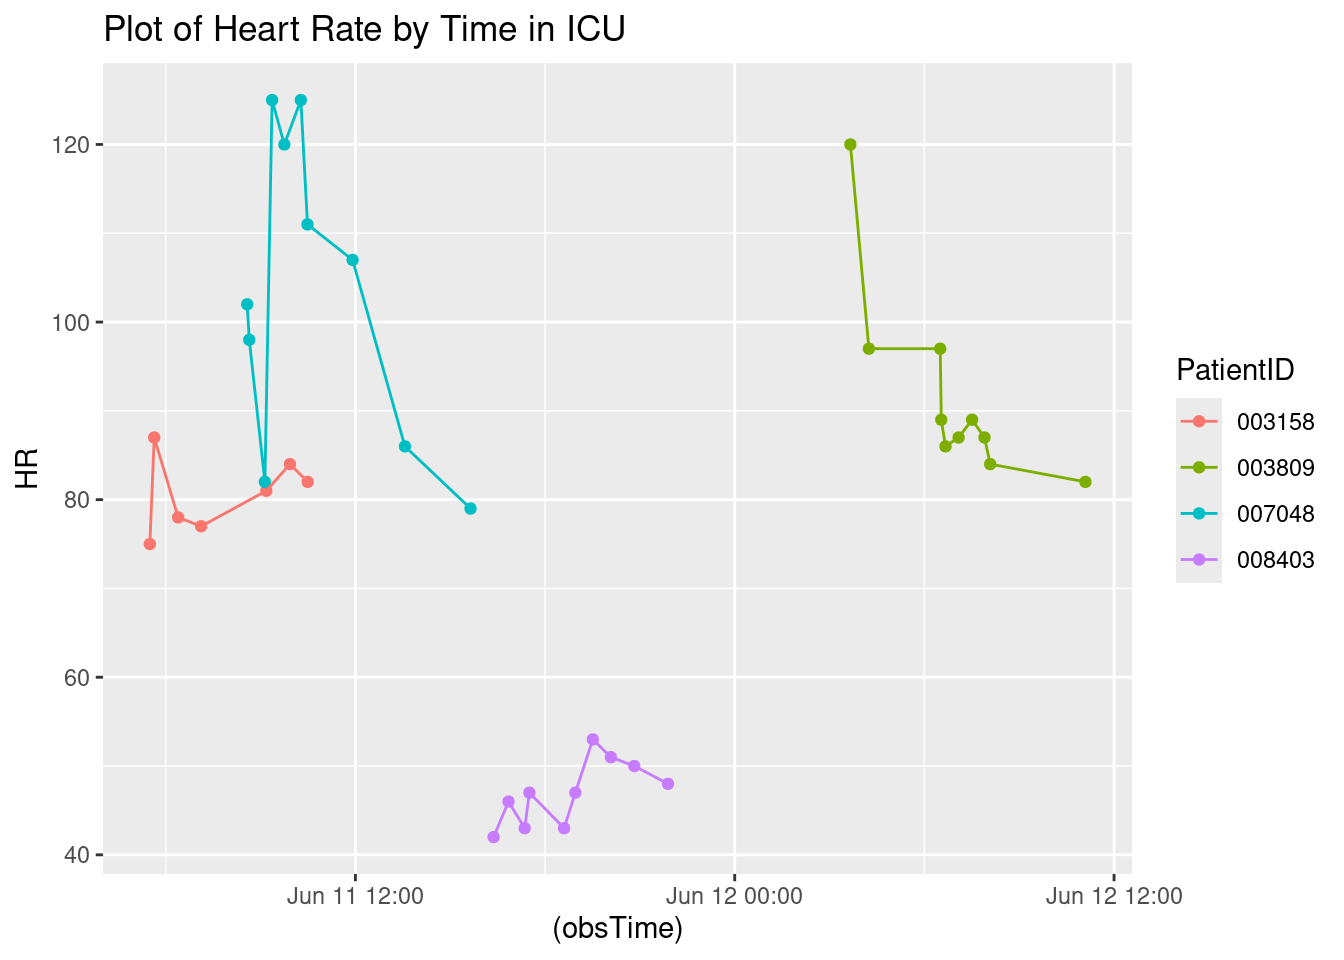 Plot of Heart Rate by Time in ICU
120
100
80
60
40
HR
Jun 11 12:00
Jun 12 00:00
Jun 12 12:00
(obsTime)
PatientID
003158
003809
007048
008403